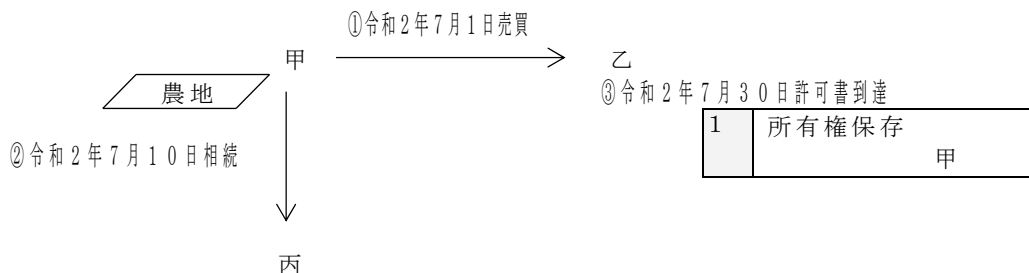 ①令和2年7月1日売買
甲
乙
農地
③令和2年7月30日許可書到達
1 所有権保存
甲
②令和2年7月10日相続
丙